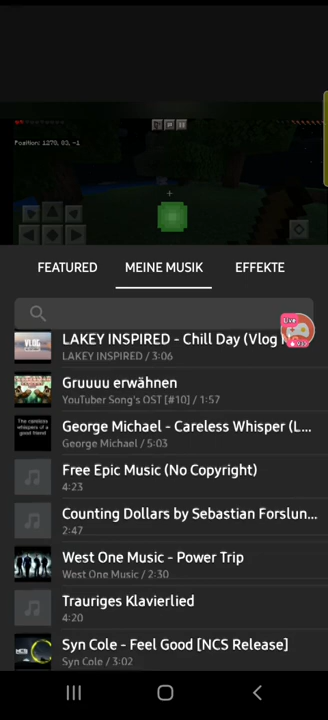 Position: 1279, 63, -1
FEATURED
MEINE MUSIK
EFFEKTE
Live
LAKEY INSPIRED - Chill Day (Vlog
LAKEY INSPIRED / 3:06
Gruuuu erwähnen
YouTuber Song's OST [#10] / 1:57
George Michael - Careless Whisper (L...
George Michael / 5:03
Free Epic Music (No Copyright)
4:23
Counting Dollars by Sebastian Forslun...
2:47
West One Music - Power Trip
West One Music / 2:30
Trauriges Klavierlied
4:20
Syn Cole - Feel Good [NCS Release]
Syn Cole / 3:02